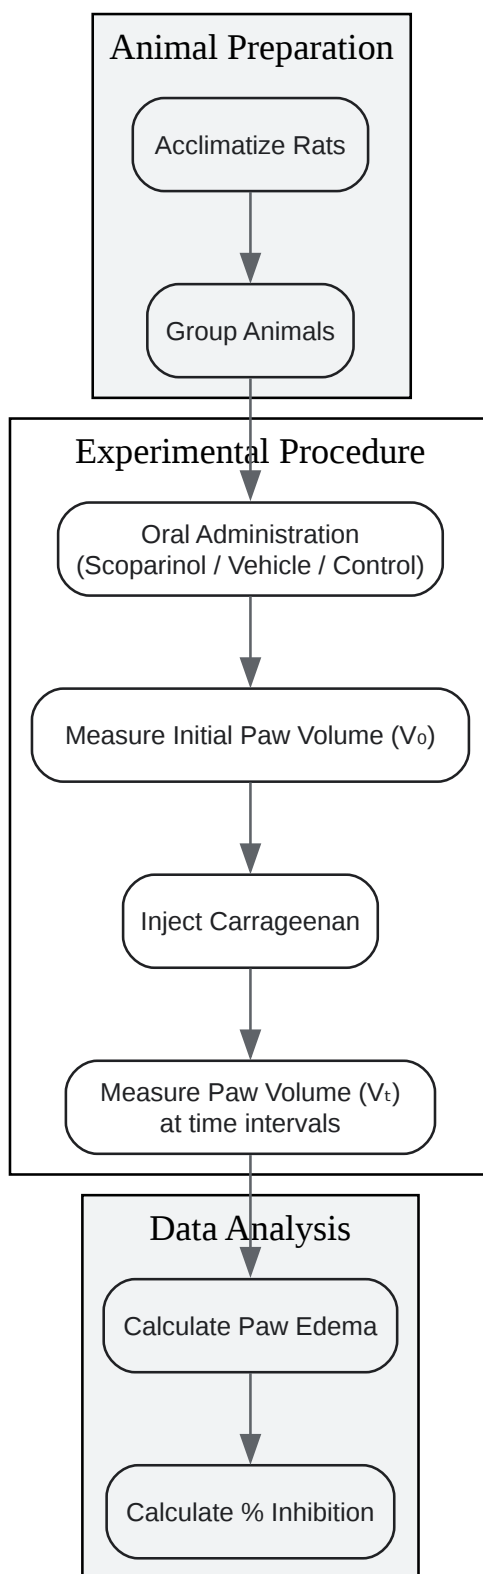 Animal Preparation
Acclimatize Rats
Group Animals
Experimental Procedure
Oral Administration
(Scoparinol / Vehicle / Control)
Measure Initial Paw Volume (V₀)
Inject Carrageenan
Measure Paw Volume (Vₜ)
at time intervals
Data Analysis
Calculate Paw Edema
Calculate % Inhibition